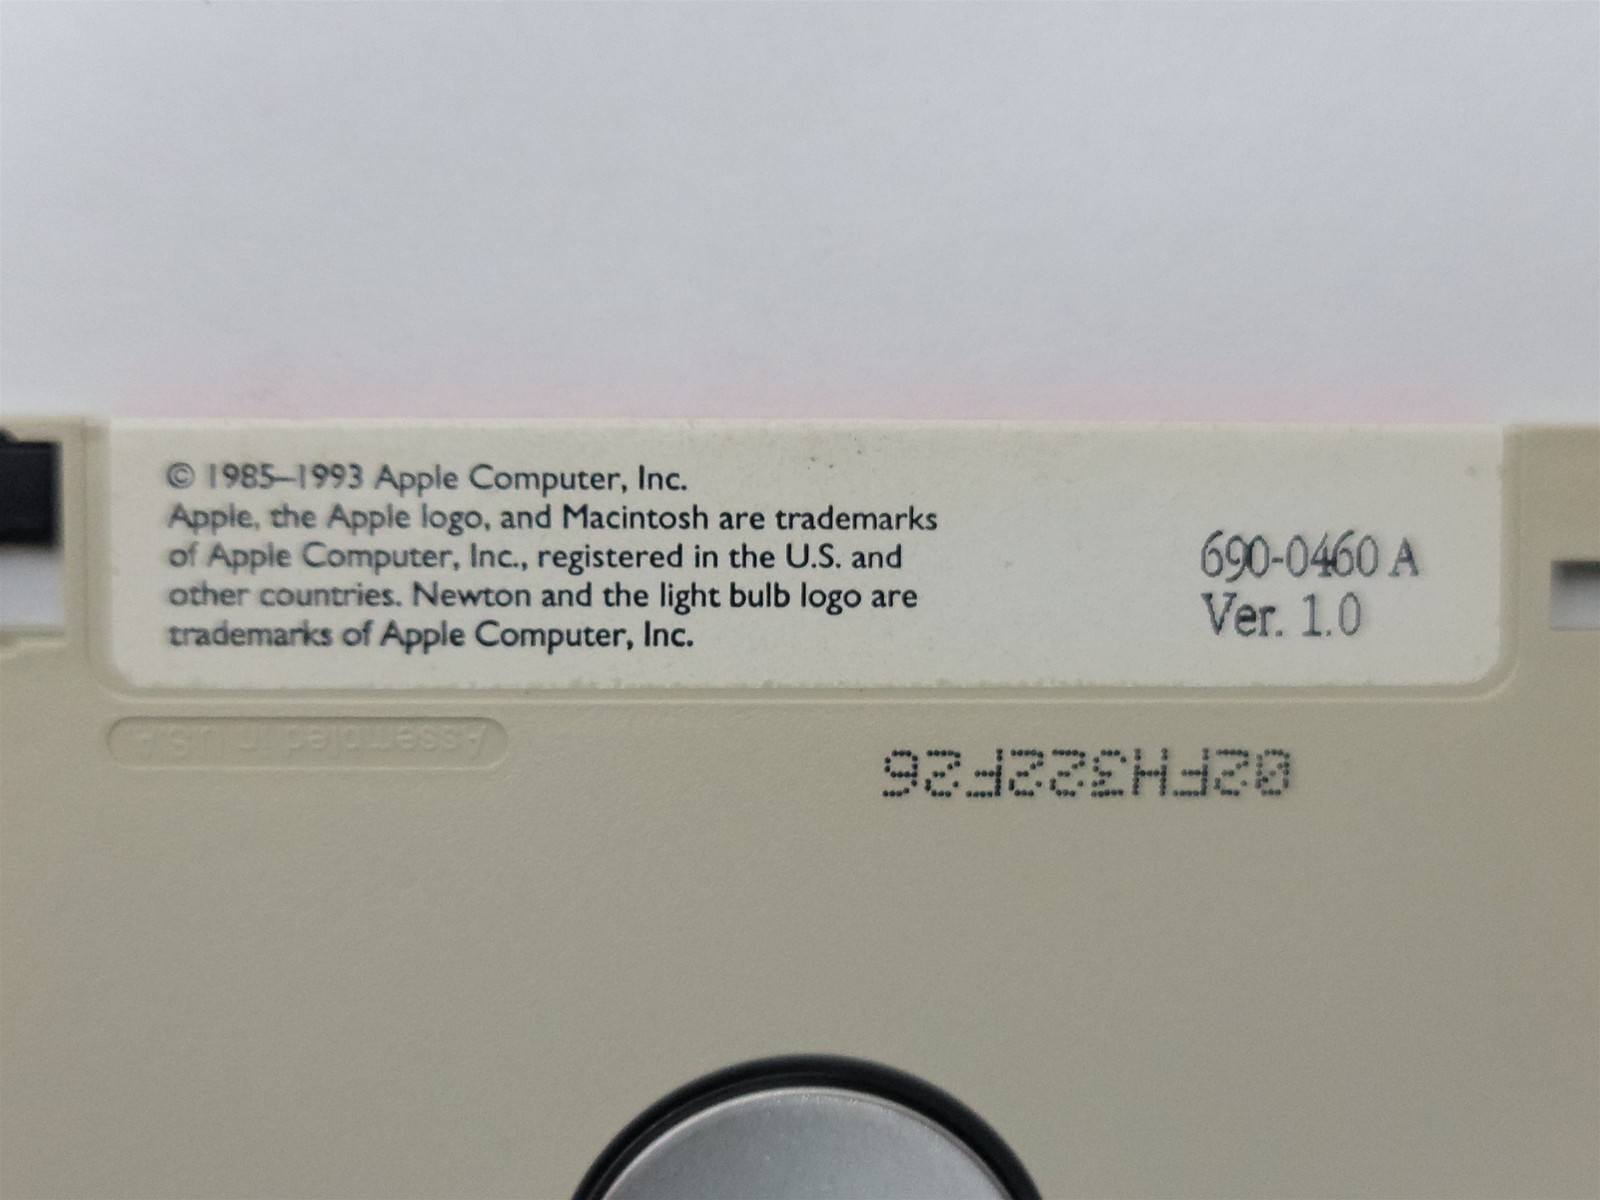 © 1985–1993 Apple Computer, Inc.
Apple, the Apple logo, and Macintosh are trademarks
of Apple Computer, Inc., registered in the U.S. and
other countries. Newton and the light bulb logo are
trademarks of Apple Computer, Inc.
690-0460 A
Ver. 1.0
Assembled in U.S.A.
02FH322F26